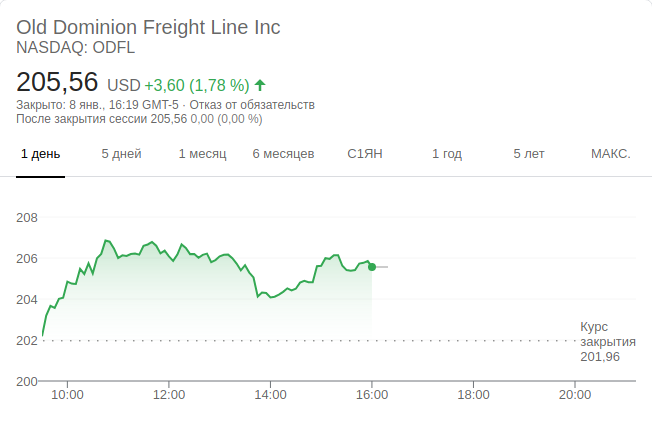 Old Dominion Freight Line Inc
NASDAQ: ODFL
205,56 USD +3,60 (1,78 %)
Закрыто: 8 янв., 16:19 GMT-5 · Отказ от обязательств
После закрытия сессии 205,56 0,00 (0,00 %)
1 день 5 дней 1 месяц 6 месяцев С1ЯН 1 год 5 лет МАКС.
208
206
204
Курс
202 закрытия
201,96
200
10:00 12:00 14:00 16:00 18:00 20:00